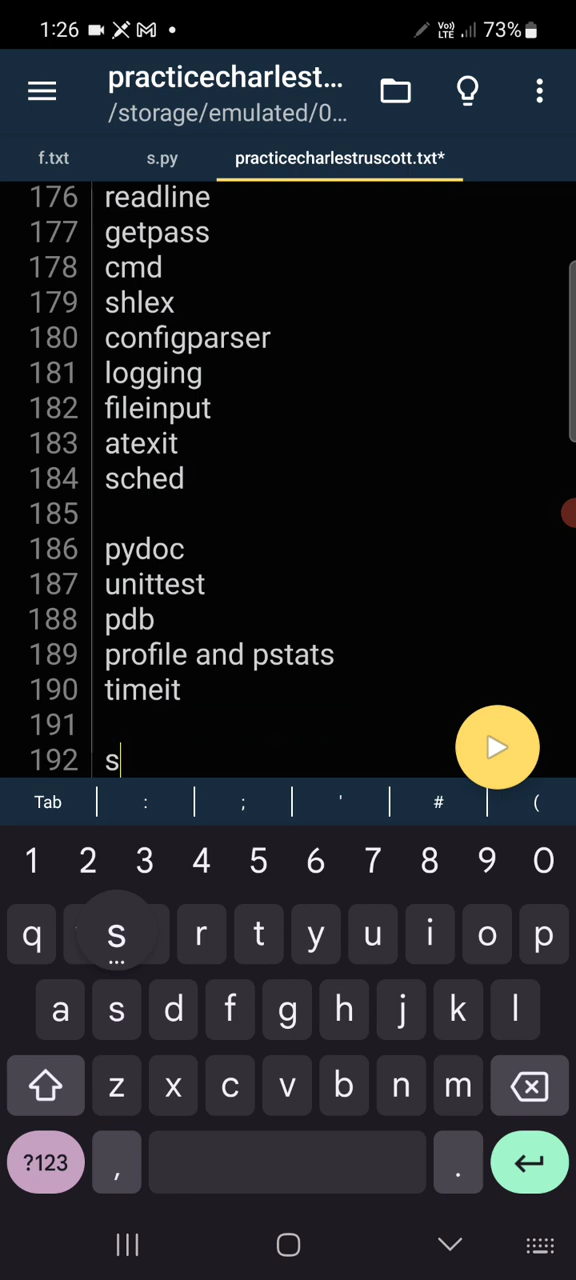 1:26 Vo)) LTE 73%
practicecharlest...
/storage/emulated/0...
f.txt s.py practicecharlestruscott.txt*
176 readline
177 getpass
178 cmd
179 shlex
180 configparser
181 logging
182 fileinput
183 atexit
184 sched
185
186 pydoc
187 unittest
188 pdb
189 profile and pstats
190 timeit
191
192 s
Tab : ; ' # (
1 2 3 4 5 6 7 8 9 0
q s r t y u i o p
a s d f g h j k l
z x c v b n m
?123 , .